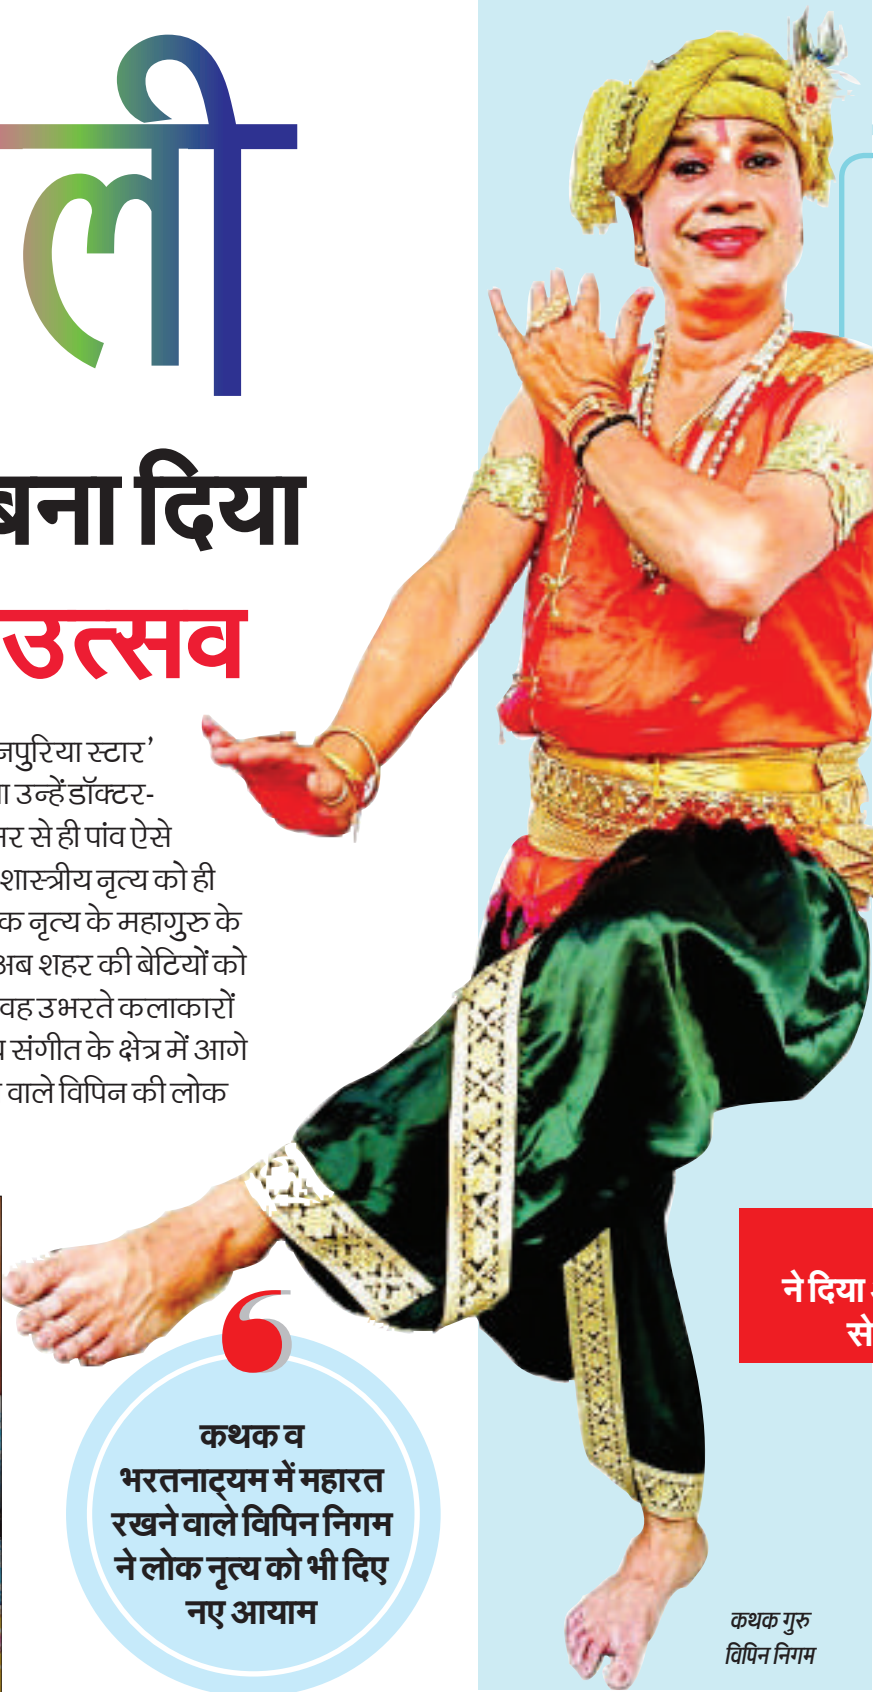 ली
बना दिया
उत्सव
नपुरिया स्टार’
उन्हें डॉक्टर-
से ही पांव ऐसे
शास्त्रीय नृत्य को ही
क नृत्य के महागुरु के
अब शहर की बेटियों को
वह उभरते कलाकारों
संगीत के क्षेत्र में आगे
वाले विपिन की लोक
ने दिया
से
कथक व
भरतनाट्यम में महारत
रखने वाले विपिन निगम
ने लोक नृत्य को भी दिए
नए आयाम
कथक गुरु
विपिन निगम